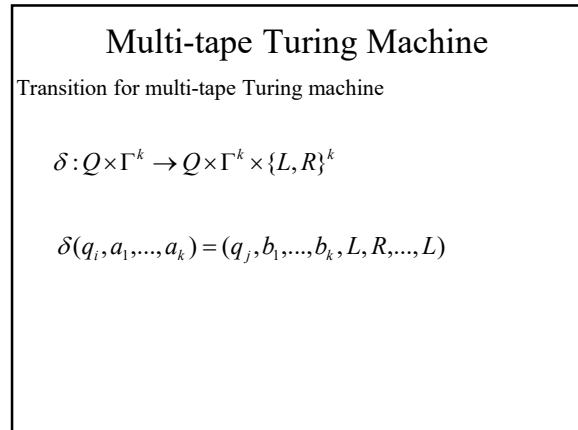 Multi-tape Turing Machine
Transition for multi-tape Turing machine
δ : Q × Γ^k → Q × Γ^k × {L, R}^k
δ(q_i, a_1,..., a_k) = (q_j, b_1,..., b_k, L, R,..., L)